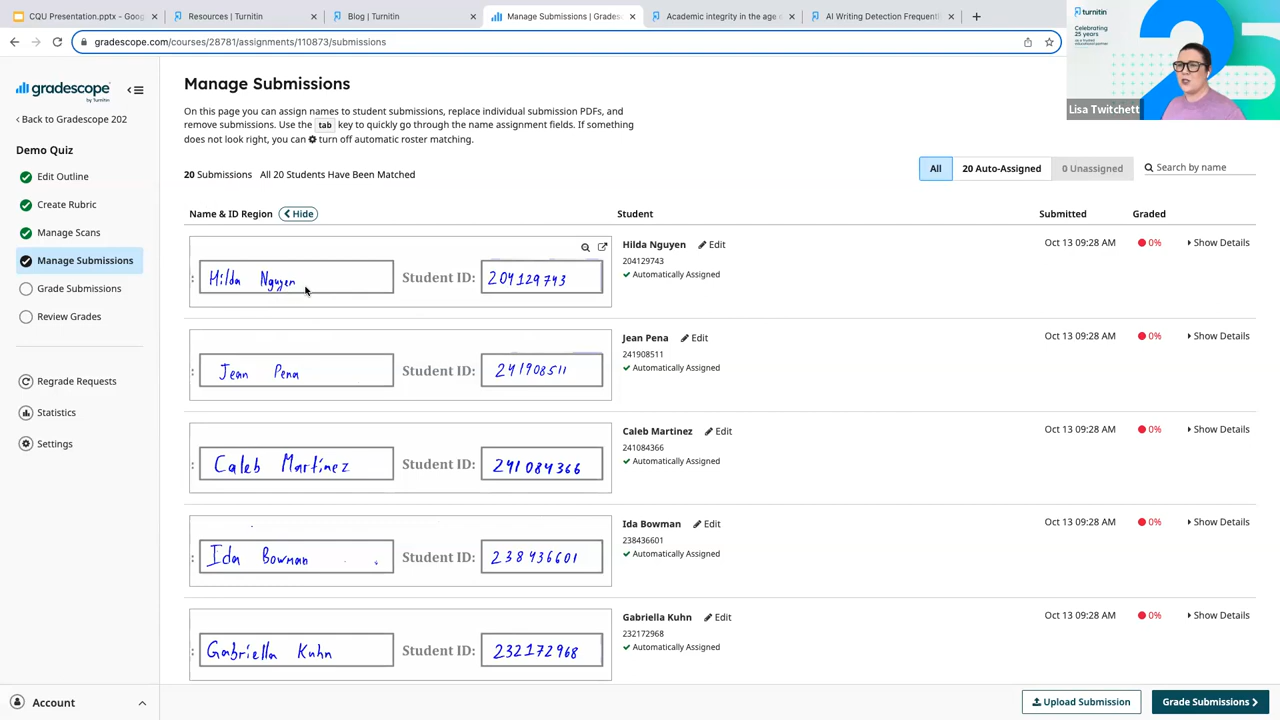 CQU Presentation.pptx - Goog
Resources | Turnitin
Blog | Turnitin
Manage Submissions | Grades
Academic integrity in the age o
AI Writing Detection Frequentl
gradescope.com/courses/28781/assignments/110873/submissions
turnitin
Celebrating
25 years
as a trusted
educational partner
Lisa Twitchett
gradescope
by Turnitin
Back to Gradescope 202
Demo Quiz
Edit Outline
Create Rubric
Manage Scans
Manage Submissions
Grade Submissions
Review Grades
Regrade Requests
Statistics
Settings
Account
Manage Submissions
On this page you can assign names to student submissions, replace individual submission PDFs, and
remove submissions. Use the tab key to quickly go through the name assignment fields. If something
does not look right, you can turn off automatic roster matching.
20 Submissions All 20 Students Have Been Matched
All 20 Auto-Assigned 0 Unassigned Search by name
Name & ID Region Hide Student Submitted Graded
: Hilda Nguyen Student ID: 204129743
Hilda Nguyen Edit
204129743
Automatically Assigned
Oct 13 09:28 AM 0% Show Details
: Jean Pena Student ID: 241908511
Jean Pena Edit
241908511
Automatically Assigned
Oct 13 09:28 AM 0% Show Details
: Caleb Martinez Student ID: 241084366
Caleb Martinez Edit
241084366
Automatically Assigned
Oct 13 09:28 AM 0% Show Details
: Ida Bowman Student ID: 238436601
Ida Bowman Edit
238436601
Automatically Assigned
Oct 13 09:28 AM 0% Show Details
: Gabriella Kuhn Student ID: 232172968
Gabriella Kuhn Edit
232172968
Automatically Assigned
Oct 13 09:28 AM 0% Show Details
Upload Submission Grade Submissions